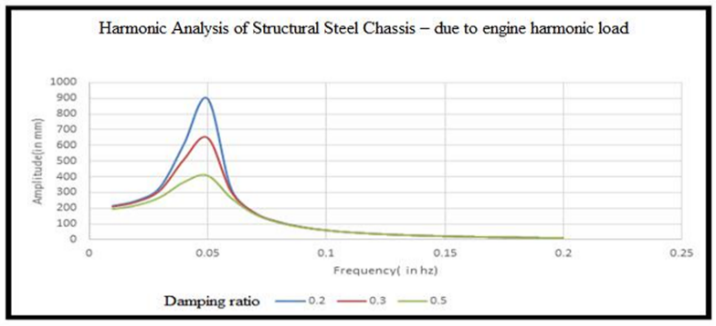 Harmonic Analysis of Structural Steel Chassis – due to engine harmonic load
Amplitude(in mm)
1000
900
800
700
600
500
400
300
200
100
0
0 0.05 0.1 0.15 0.2 0.25
Frequency( in hz)
Damping ratio 0.2 0.3 0.5